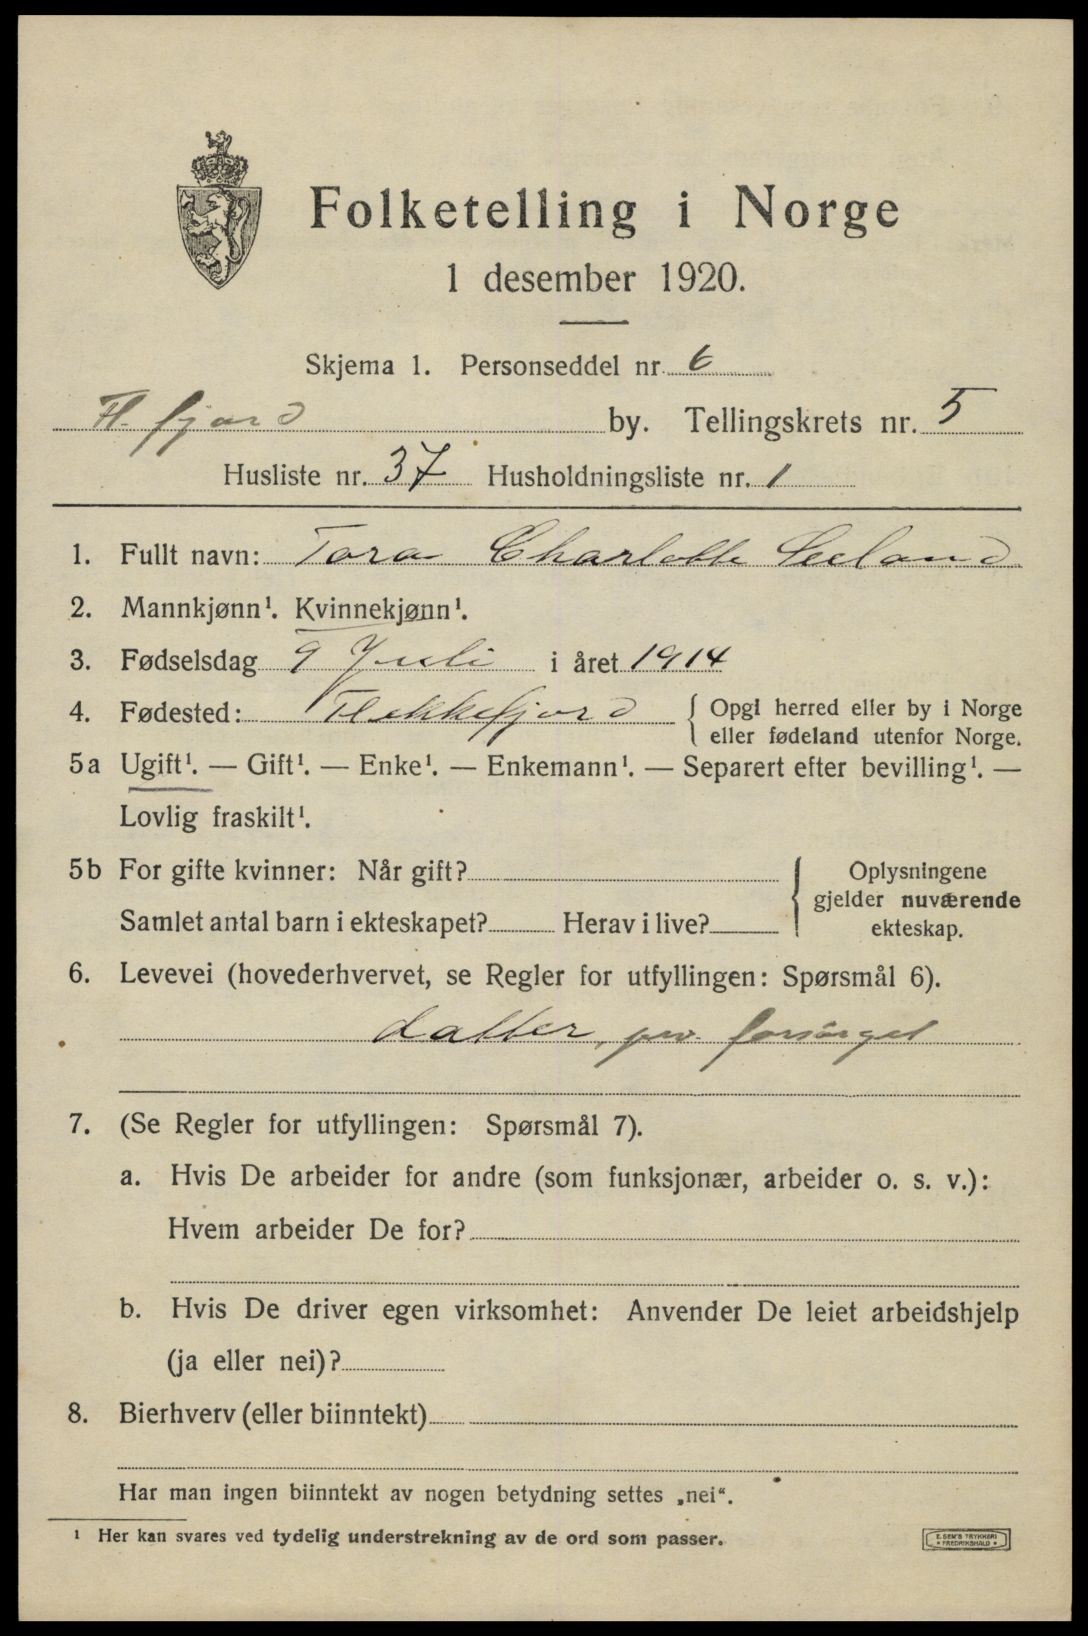 Folketelling i Norge
1 desember 1920.
Skjema 1. Personseddel nr. 6
Fl. fjord by. Tellingskrets nr. 5
Husliste nr. 37 Husholdningsliste nr. 1
1. Fullt navn: Tora Charlotte Seeland
2. Mannkjønn¹. Kvinnekjønn¹.
3. Fødselsdag 9 Juli i året 1914
4. Fødested: Flekkefjord { Opgl herred eller by i Norge
eller fødeland utenfor Norge.
5a Ugift¹. — Gift¹. — Enke¹. — Enkemann¹. — Separert efter bevilling¹. —
Lovlig fraskilt¹.
5b For gifte kvinner: Når gift? { Oplysningene
gjelder nuværende
Samlet antal barn i ekteskapet? Herav i live? ekteskap.
6. Levevei (hovederhvervet, se Regler for utfyllingen: Spørsmål 6).
datter, prv. forsørget
7. (Se Regler for utfyllingen: Spørsmål 7).
a. Hvis De arbeider for andre (som funksjonær, arbeider o. s. v.):
Hvem arbeider De for?
b. Hvis De driver egen virksomhet: Anvender De leiet arbeidshjelp
(ja eller nei)?
8. Bierhverv (eller biinntekt)
Har man ingen biinntekt av nogen betydning settes „nei“.
¹ Her kan svares ved tydelig understrekning av de ord som passer.
E. SEM'S TRYKKERI
FREDRIKSHALD